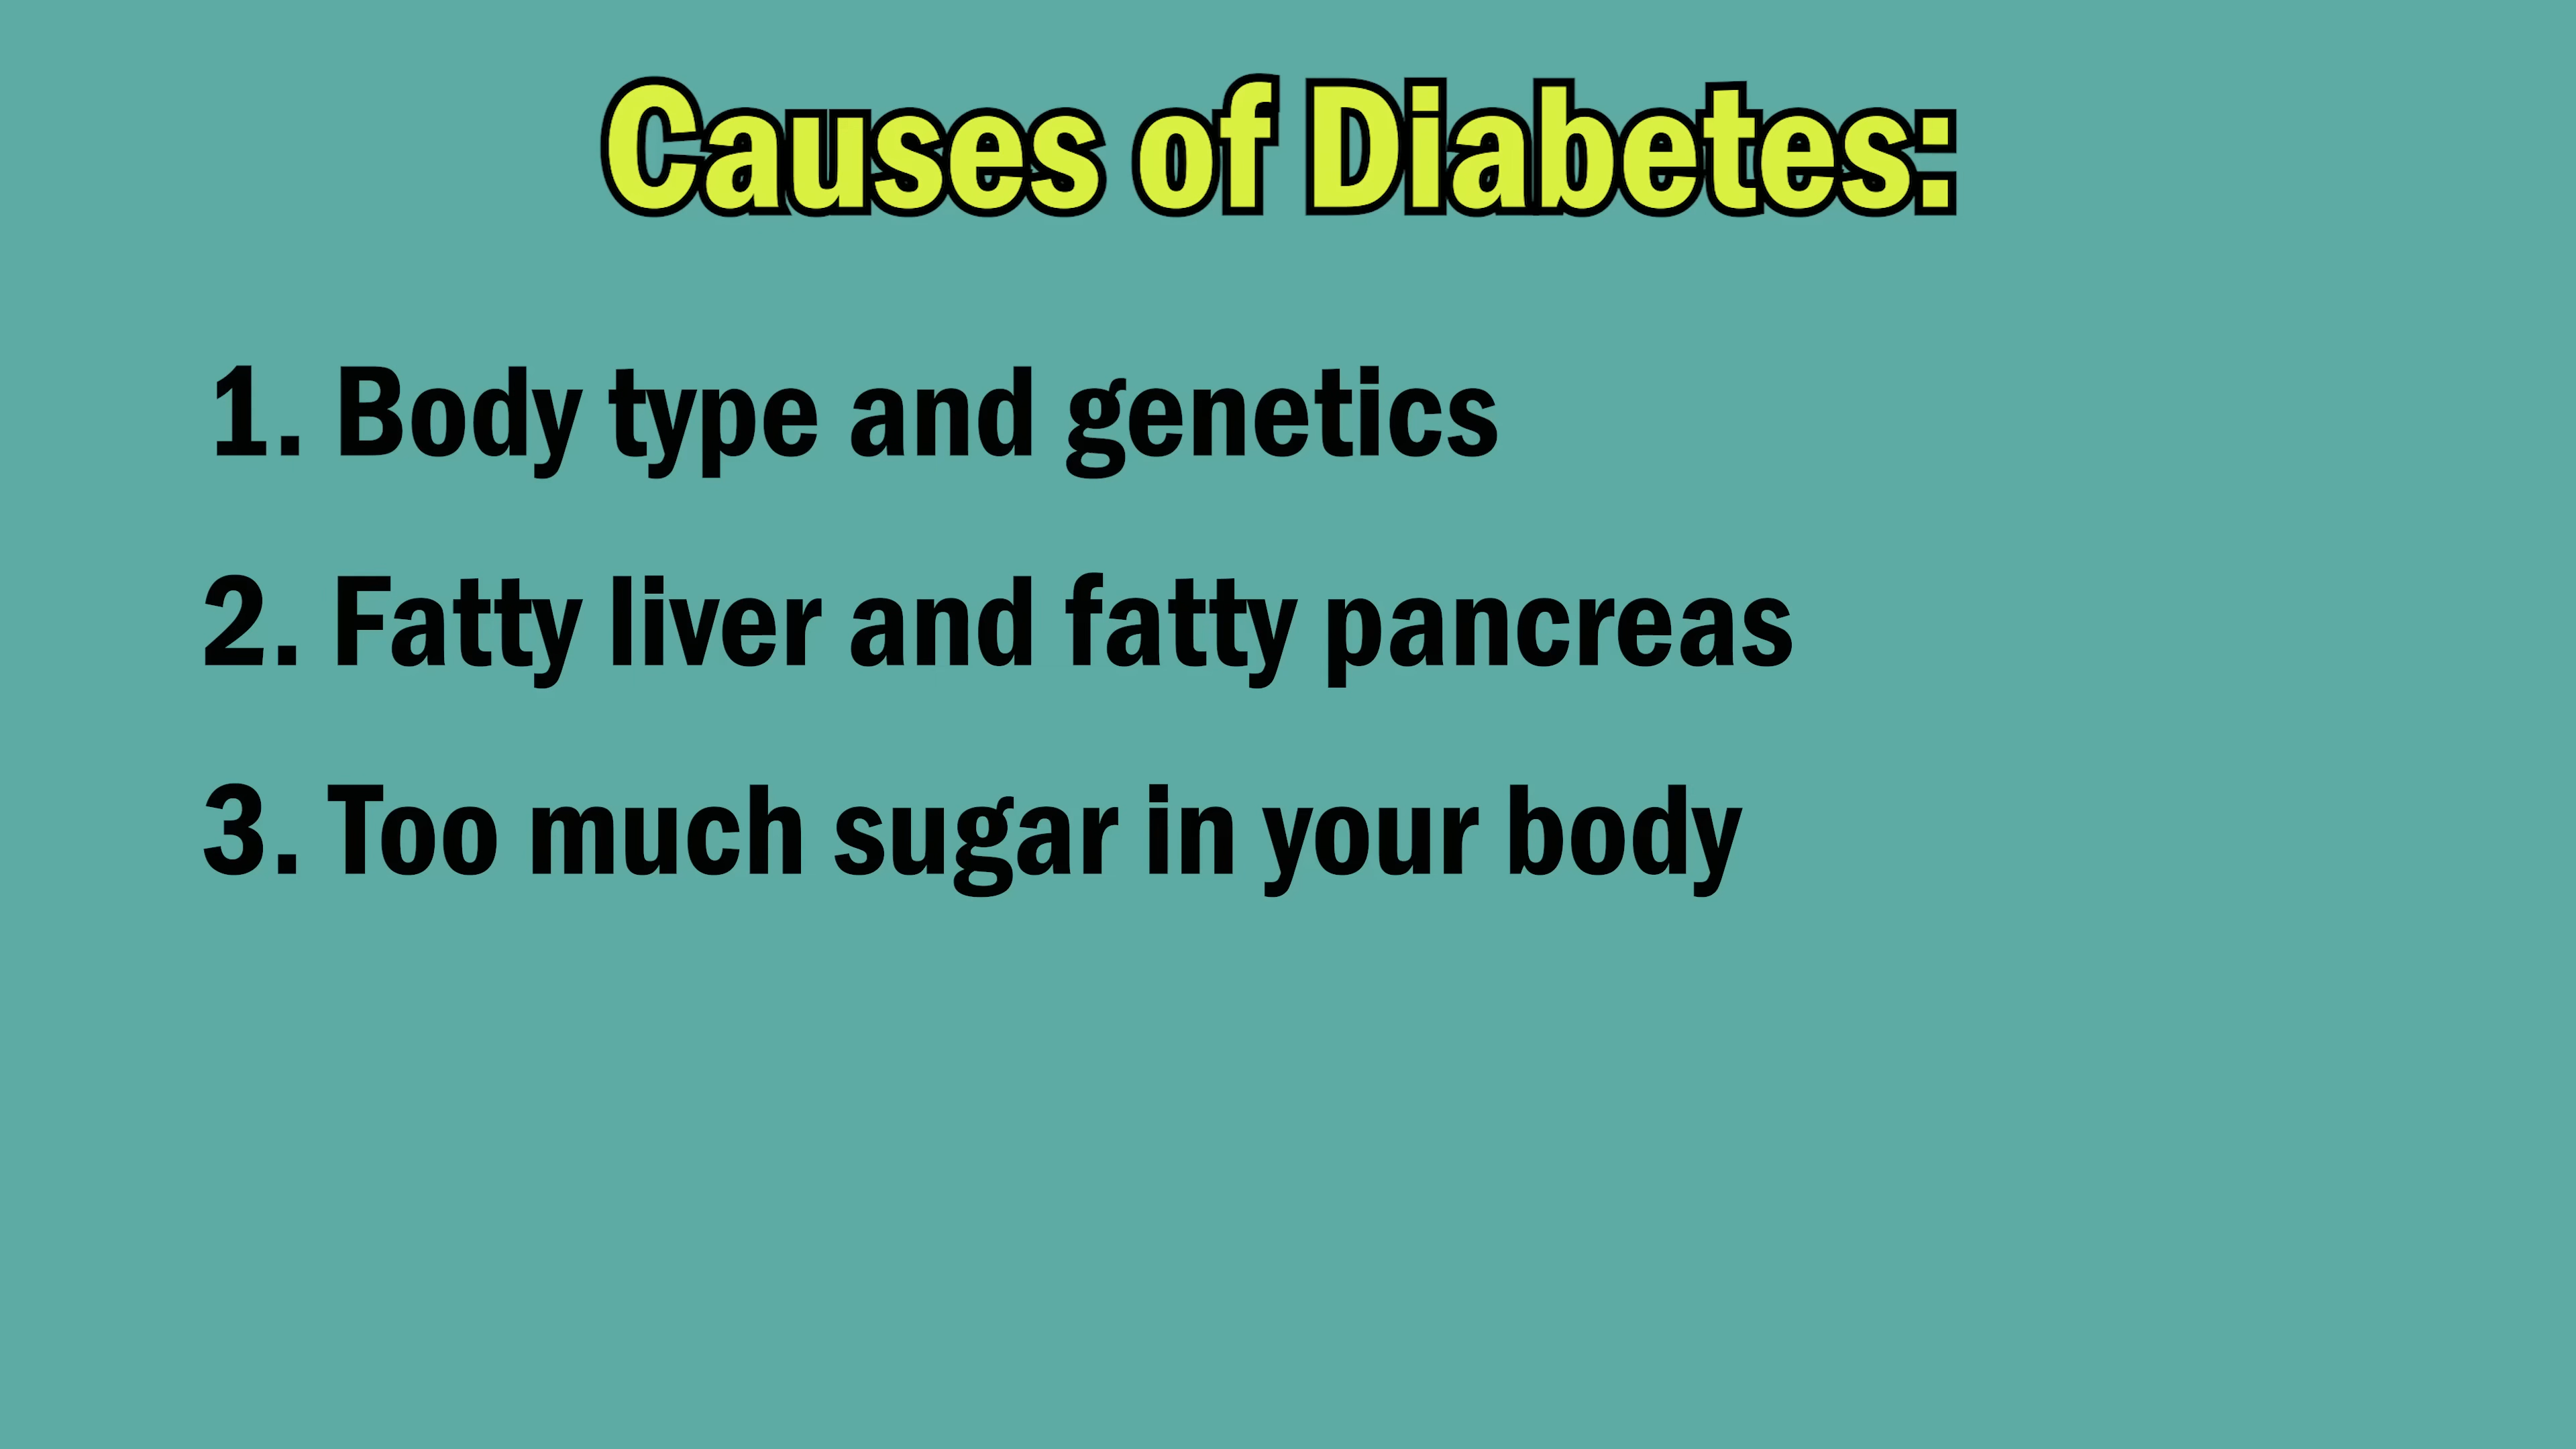 Causes of Diabetes:
1. Body type and genetics
2. Fatty liver and fatty pancreas
3. Too much sugar in your body